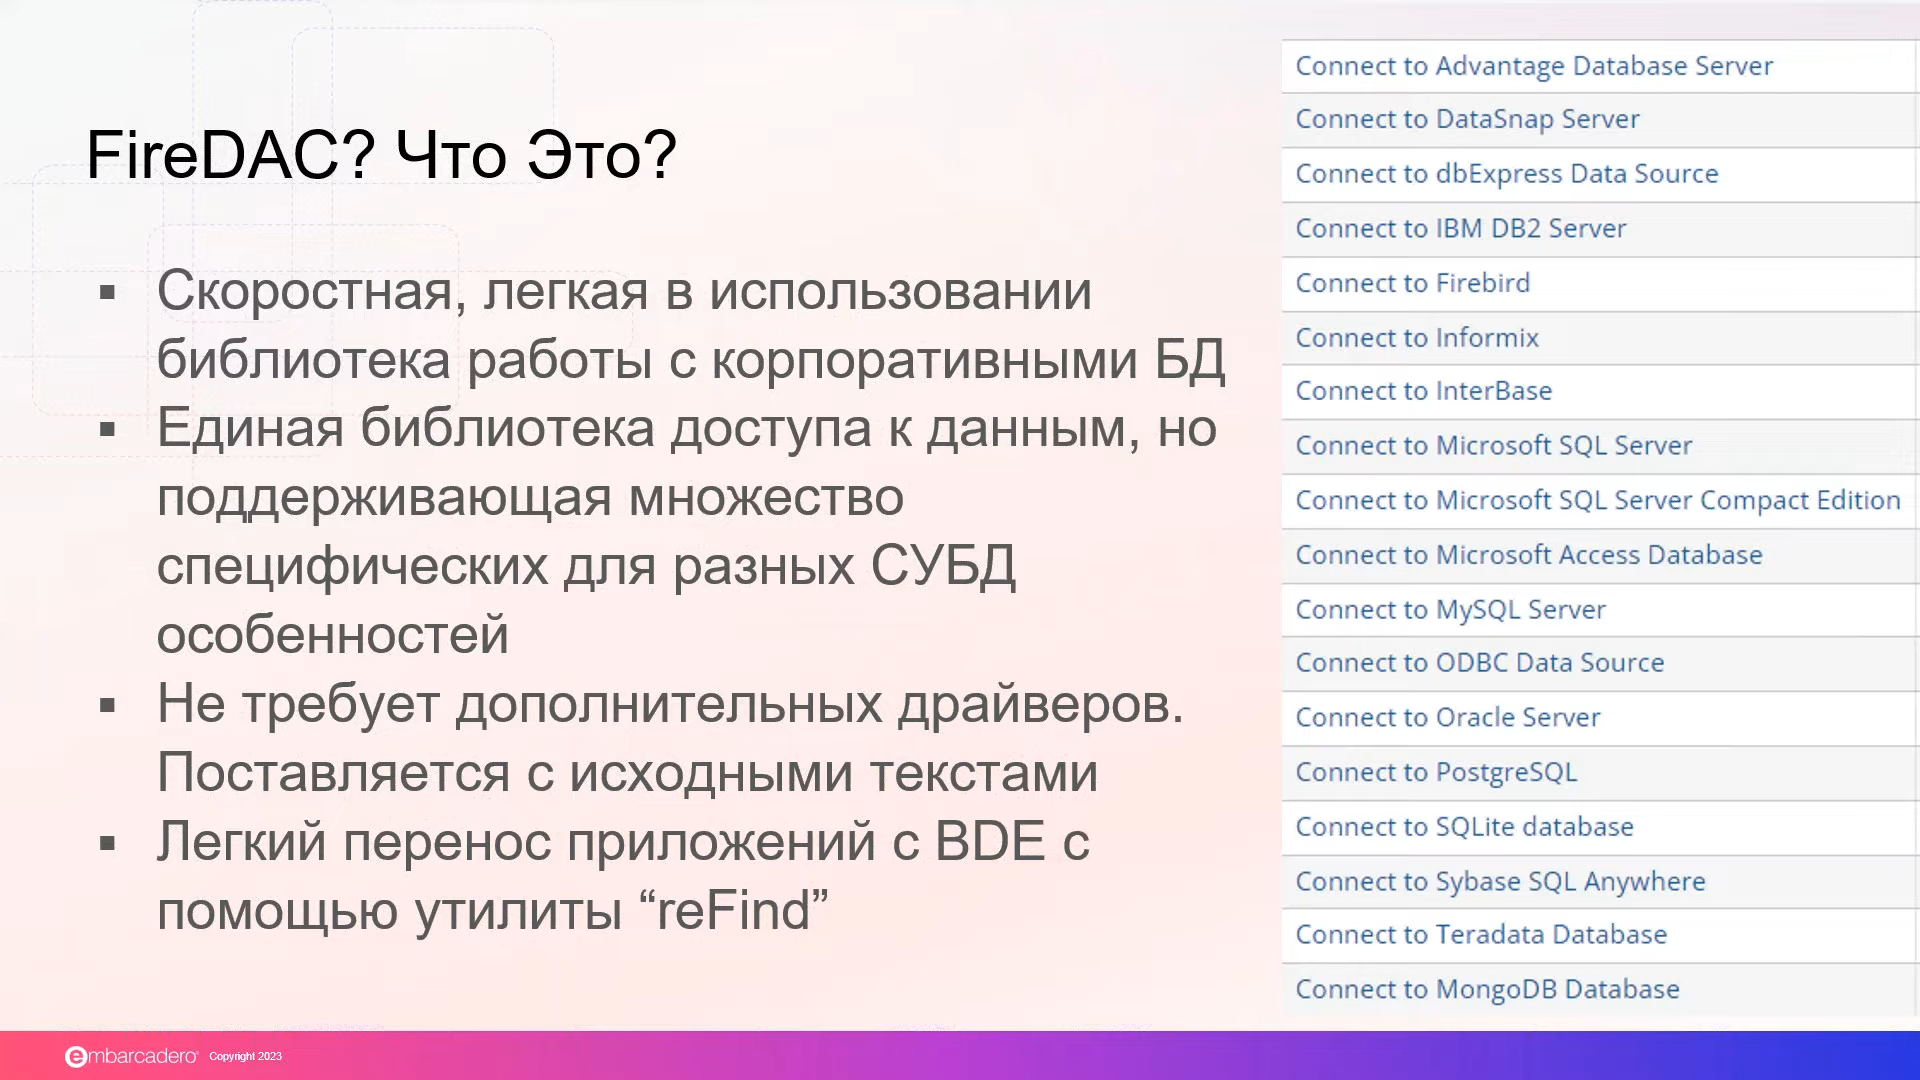 FireDAC? Что Это?
▪ Скоростная, легкая в использовании
библиотека работы с корпоративными БД
▪ Единая библиотека доступа к данным, но
поддерживающая множество
специфических для разных СУБД
особенностей
▪ Не требует дополнительных драйверов.
Поставляется с исходными текстами
▪ Легкий перенос приложений с BDE с
помощью утилиты “reFind”
Connect to Advantage Database Server
Connect to DataSnap Server
Connect to dbExpress Data Source
Connect to IBM DB2 Server
Connect to Firebird
Connect to Informix
Connect to InterBase
Connect to Microsoft SQL Server
Connect to Microsoft SQL Server Compact Edition
Connect to Microsoft Access Database
Connect to MySQL Server
Connect to ODBC Data Source
Connect to Oracle Server
Connect to PostgreSQL
Connect to SQLite database
Connect to Sybase SQL Anywhere
Connect to Teradata Database
Connect to MongoDB Database
embarcadero Copyright 2023